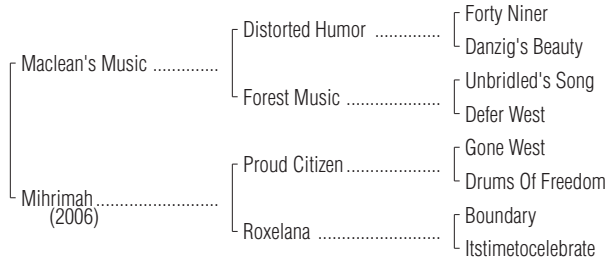 Forty Niner
Distorted Humor ..............
Danzig's Beauty
Maclean's Music ..............
Unbridled's Song
Forest Music ....................
Defer West
Gone West
Proud Citizen ....................
Drums Of Freedom
Mihrimah ..........................
(2006)
Boundary
Roxelana ..........................
Itstimetocelebrate